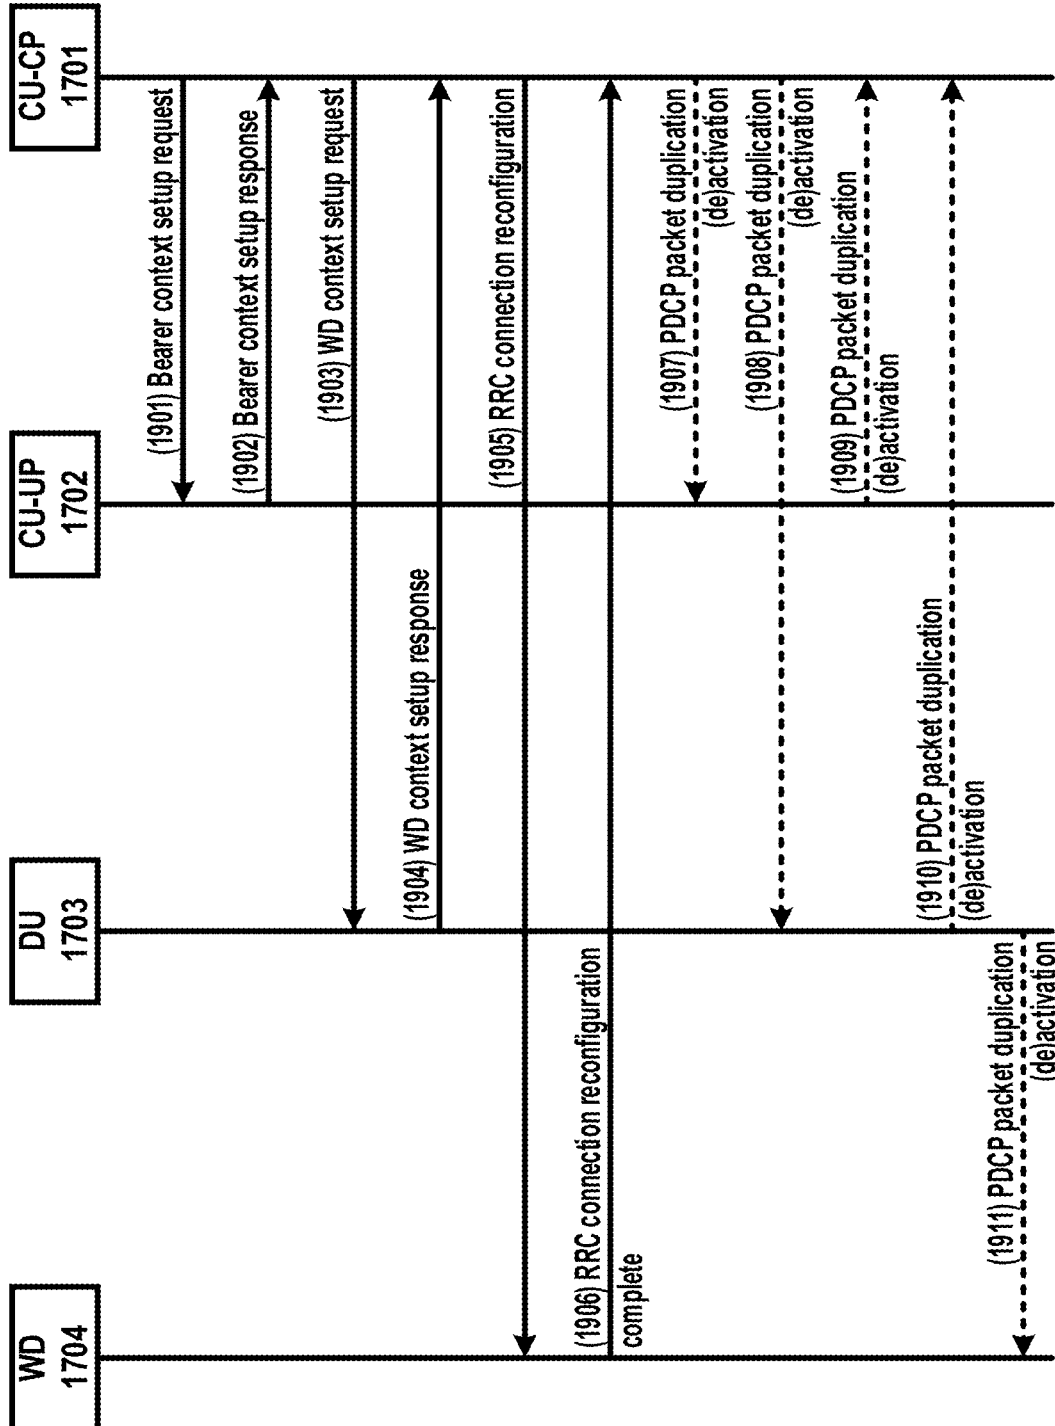 WD
1704
DU
1703
CU-UP
1702
CU-CP
1701
(1901) Bearer context setup request
(1902) Bearer context setup response
(1903) WD context setup request
(1904) WD context setup response
(1905) RRC connection reconfiguration
(1906) RRC connection reconfiguration
complete
(1907) PDCP packet duplication
(de)activation
(1908) PDCP packet duplication
(de)activation
(1909) PDCP packet duplication
(de)activation
(1910) PDCP packet duplication
(de)activation
(1911) PDCP packet duplication
(de)activation